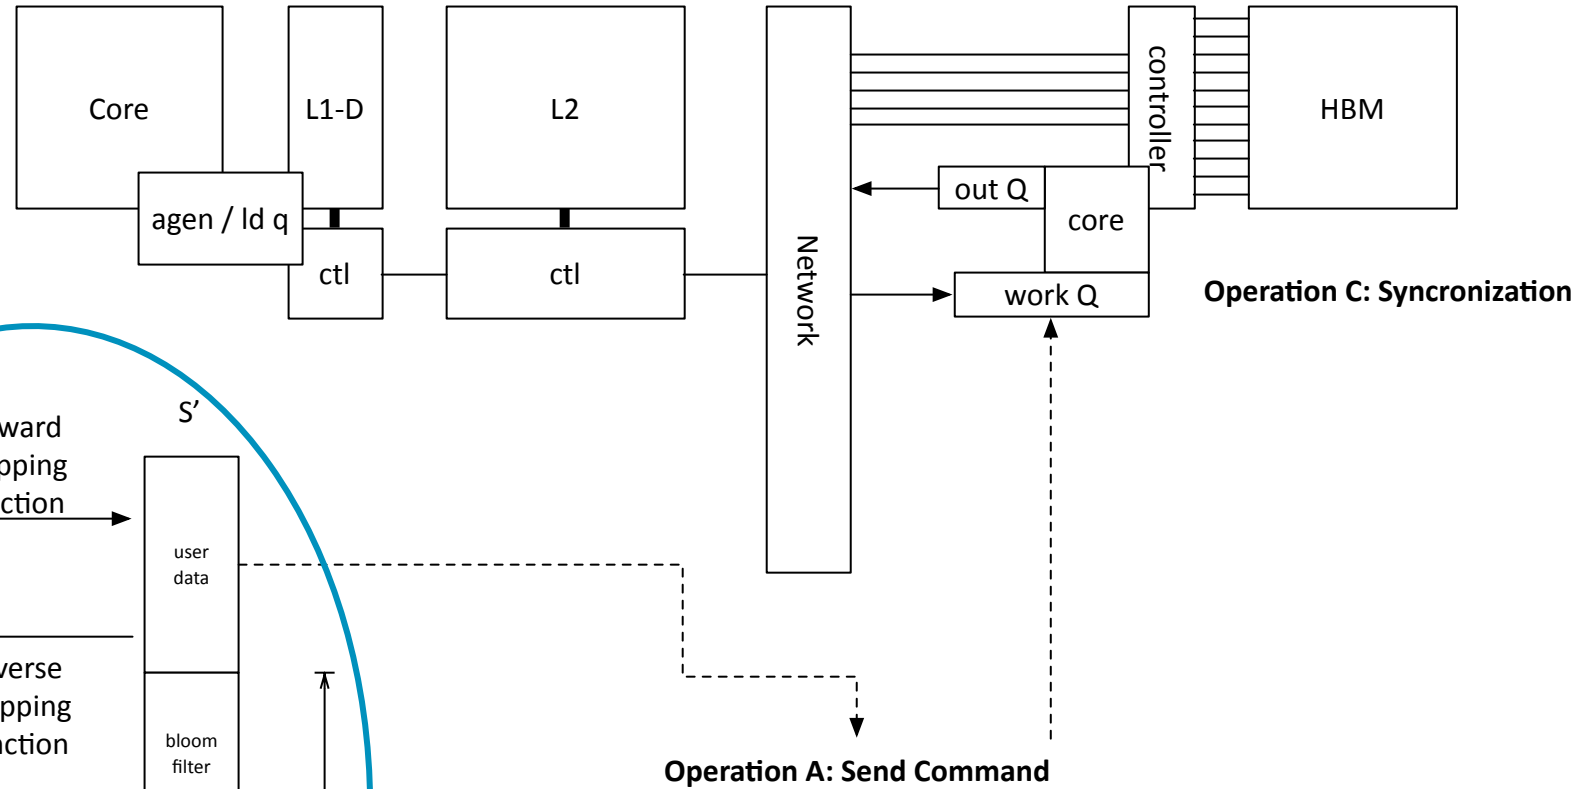 Core
L1-D
L2
controller
HBM
agen / ld q
out Q
core
ctl
ctl
Network
work Q
Operation C: Syncronization
S’
ward
pping
ction
user
data
verse
pping
ction
bloom
filter
Operation A: Send Command